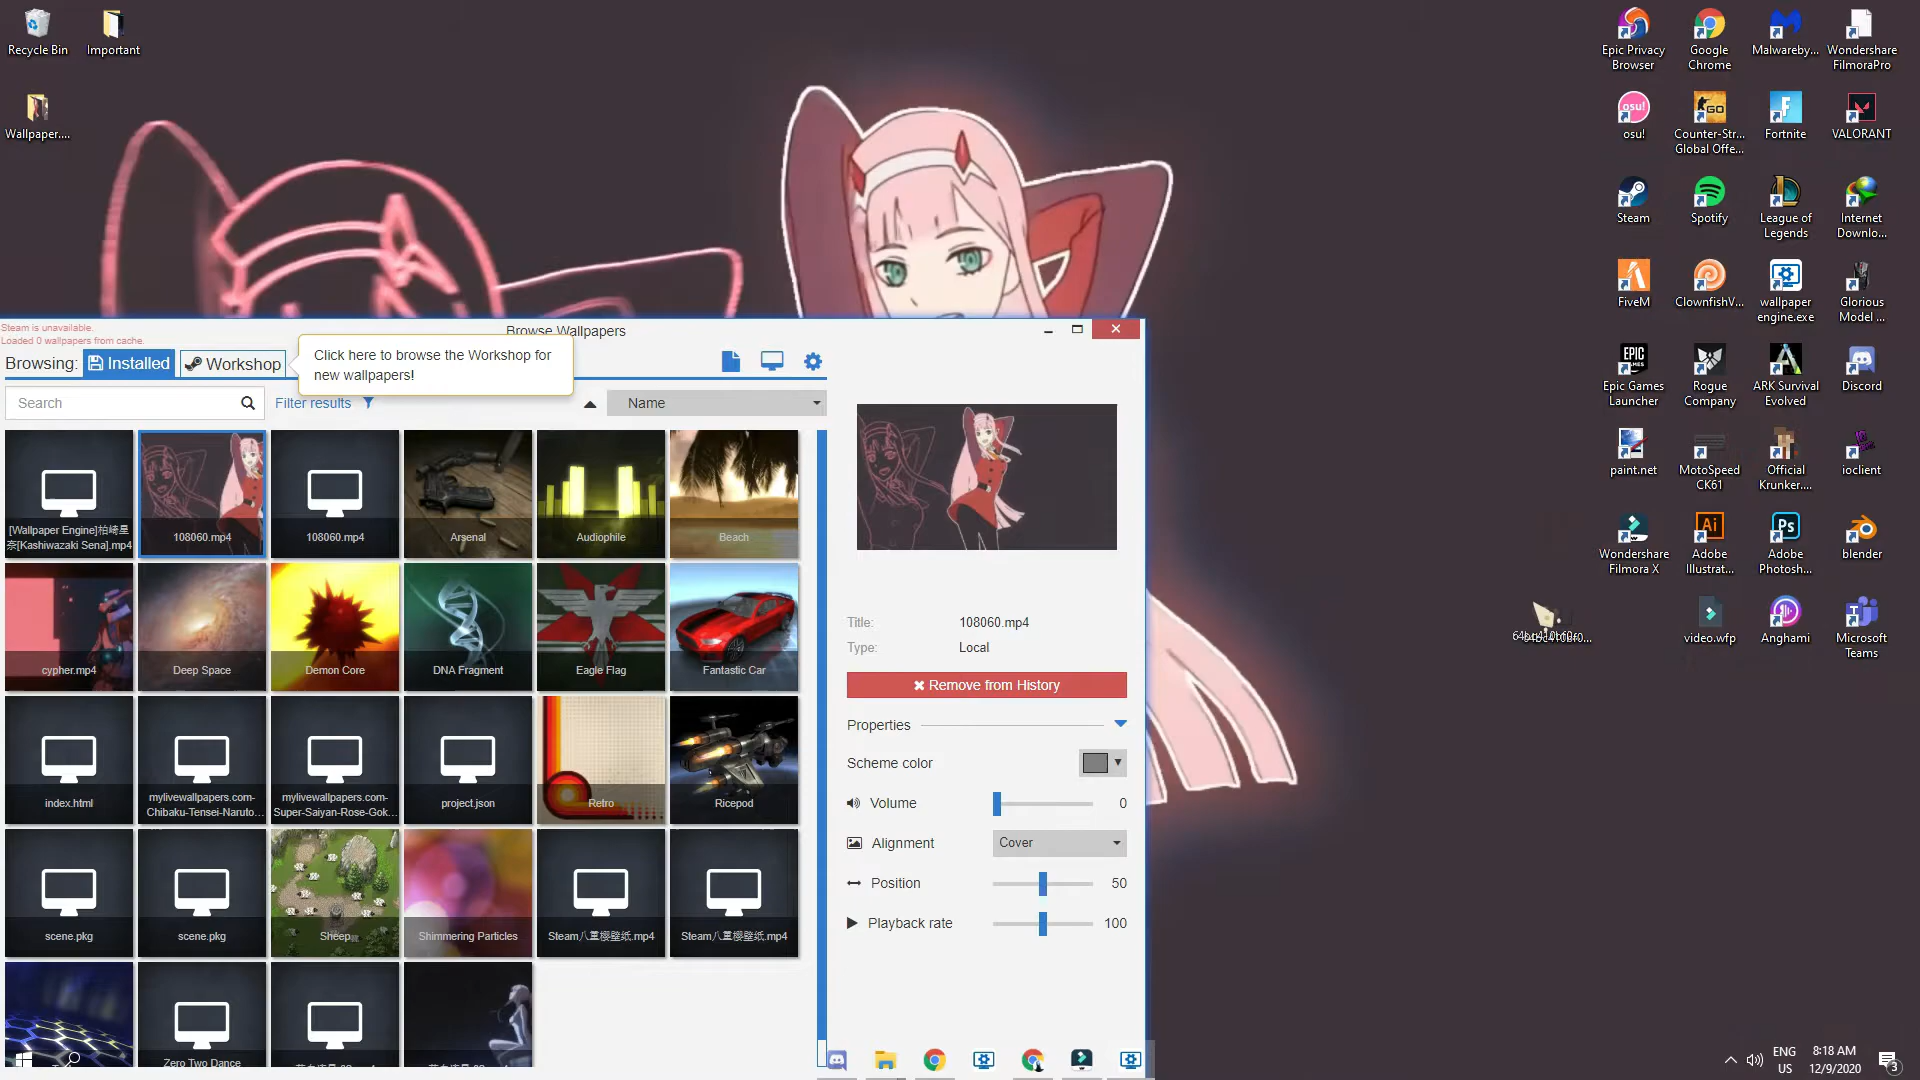 Recycle Bin
Important
Wallpaper....
Epic Privacy
Browser
Google
Chrome
Malwareby...
Wondershare
FilmoraPro
osu!
osu!
Counter-Str...
Global Offe...
GO
Fortnite
VALORANT
Steam
Spotify
League of
Legends
Internet
Downlo...
FiveM
ClownfishV...
wallpaper
engine.exe
Glorious
Model ...
EPIC
GAMES
Epic Games
Launcher
Rogue
Company
ARK Survival
Evolved
Discord
paint.net
MotoSpeed
CK61
Official
Krunker....
ioclient
Wondershare
Filmora X
Ai
Adobe
Illustrat...
Ps
Adobe
Photosh...
blender
video.wfp
Anghami
Microsoft
Teams
Steam is unavailable.
Loaded 0 wallpapers from cache.
Browse Wallpapers
Browsing:
Installed
Workshop
Click here to browse the Workshop for
new wallpapers!
Search
Filter results
Name
[Wallpaper Engine]柏崎星
奈[Kashiwazaki Sena].mp4
108060.mp4
108060.mp4
Arsenal
Audiophile
Beach
cypher.mp4
Deep Space
Demon Core
DNA Fragment
Eagle Flag
Fantastic Car
index.html
mylivewallpapers.com-
Chibaku-Tensei-Naruto...
mylivewallpapers.com-
Super-Saiyan-Rose-Gok...
project.json
Retro
Ricepod
scene.pkg
scene.pkg
Sheep
Shimmering Particles
Steam八重樱壁纸.mp4
Steam八重樱壁纸.mp4
Zero Two Dance
Title:
108060.mp4
Type:
Local
Remove from History
Properties
Scheme color
Volume
0
Alignment
Cover
Position
50
Playback rate
100
ENG
US
8:18 AM
12/9/2020
3